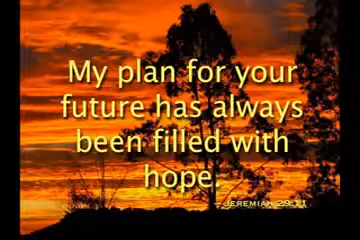 My plan for your
future has always
been filled with
hope.
– JEREMIAH 29:11